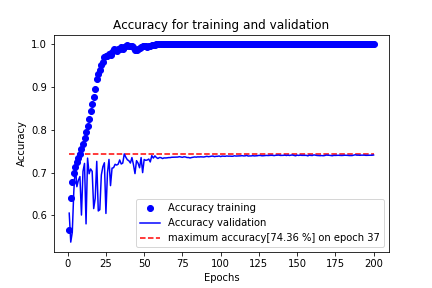 Accuracy for training and validation
1.0
0.9
0.8
0.7
0.6
Accuracy
Accuracy training
Accuracy validation
maximum accuracy[74.36 %] on epoch 37
0 25 50 75 100 125 150 175 200
Epochs